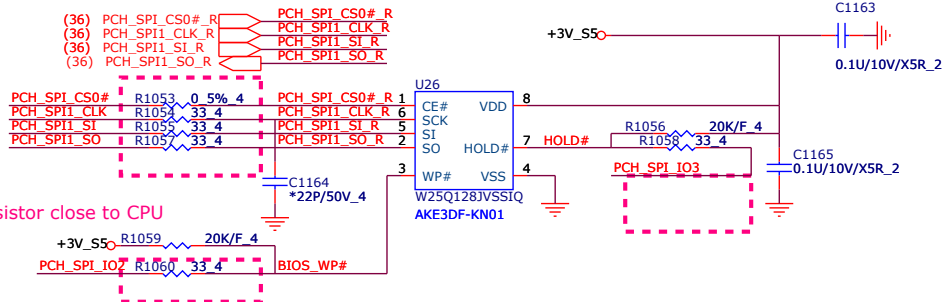 C1163
(36) PCH_SPI_CS0#_R PCH_SPI_CS0#_R
(36) PCH_SPI1_CLK_R PCH_SPI1_CLK_R
(36) PCH_SPI1_SI_R PCH_SPI1_SI_R
(36) PCH_SPI1_SO_R PCH_SPI1_SO_R
+3V_S5
0.1U/10V/X5R_2
U26
PCH_SPI_CS0# R1053 0_5%_4 PCH_SPI_CS0#_R 1 CE# VDD 8
PCH_SPI1_CLK R1054 33_4 PCH_SPI1_CLK_R 6 SCK
PCH_SPI1_SI R1055 33_4 PCH_SPI1_SI_R 5 SI
PCH_SPI1_SO R1057 33_4 PCH_SPI1_SO_R 2 SO HOLD# 7 HOLD#
R1056 20K/F_4
R1058 33_4
PCH_SPI_IO3
C1165
0.1U/10V/X5R_2
3 WP# VSS 4
C1164
*22P/50V_4
W25Q128JVSSIQ
AKE3DF-KN01
sistor close to CPU
+3V_S5 R1059 20K/F_4
PCH_SPI_IO2 R1060 33_4 BIOS_WP#